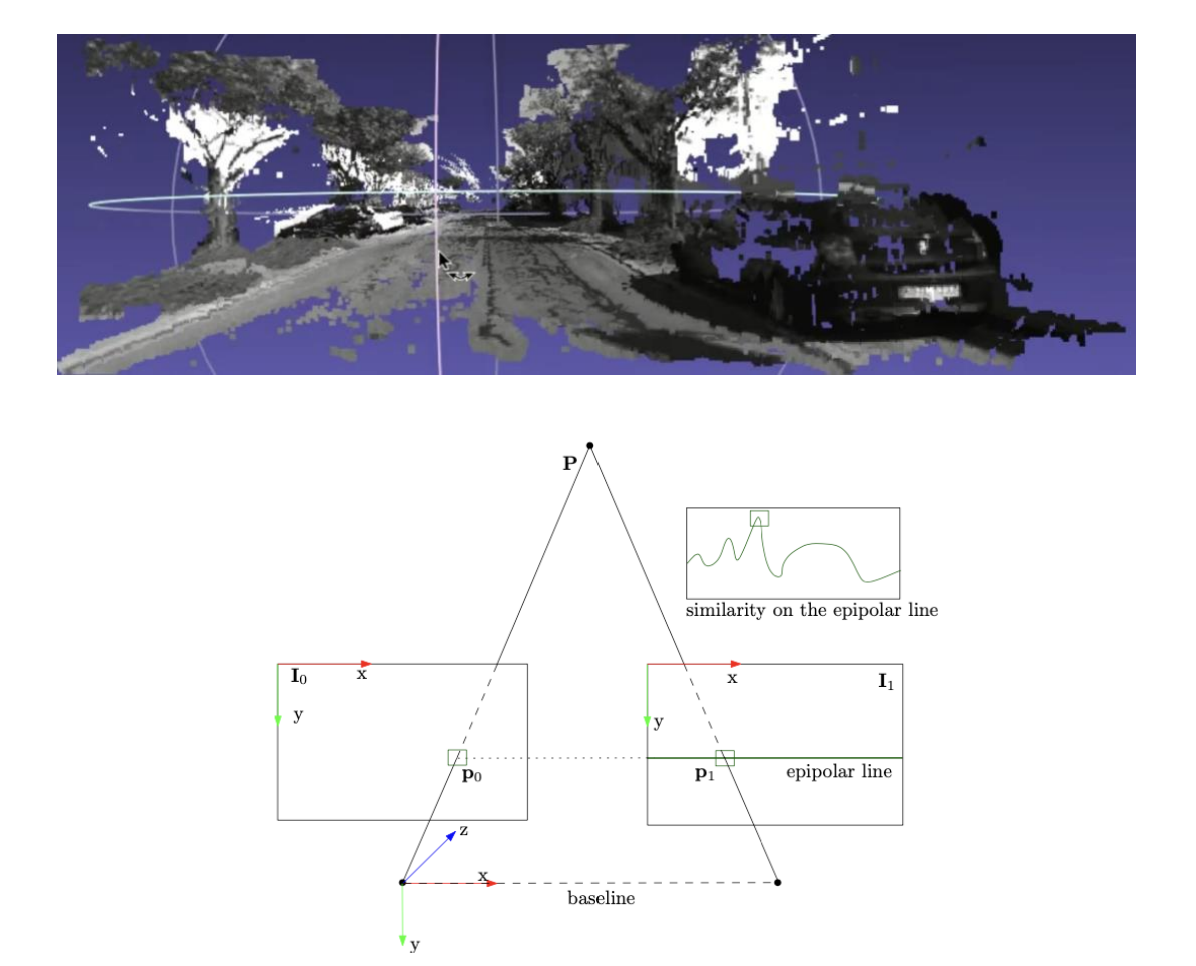 P
similarity on the epipolar line
I0
x
y
p0
x
I1
y
p1
epipolar line
z
x
baseline
y